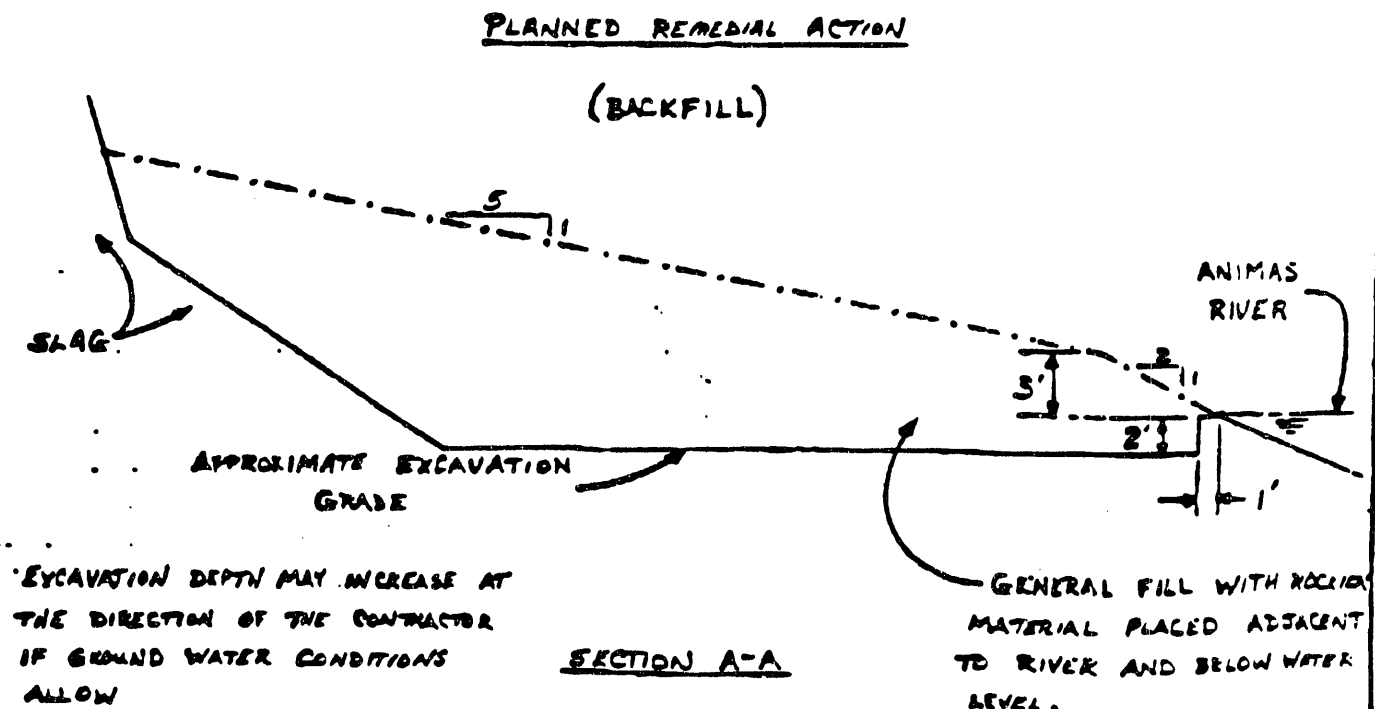 PLANNED REMEDIAL ACTION
(BACKFILL)
5
1
ANIMAS
RIVER
SLAG
2
1
3'
2'
APPROXIMATE EXCAVATION
GRADE
1'
EXCAVATION DEPTH MAY INCREASE AT
THE DIRECTION OF THE CONTRACTOR
IF GROUND WATER CONDITIONS
ALLOW
SECTION A-A
GENERAL FILL WITH
MATERIAL PLACED ADJACENT
TO RIVER AND BELOW WATER
LEVEL.